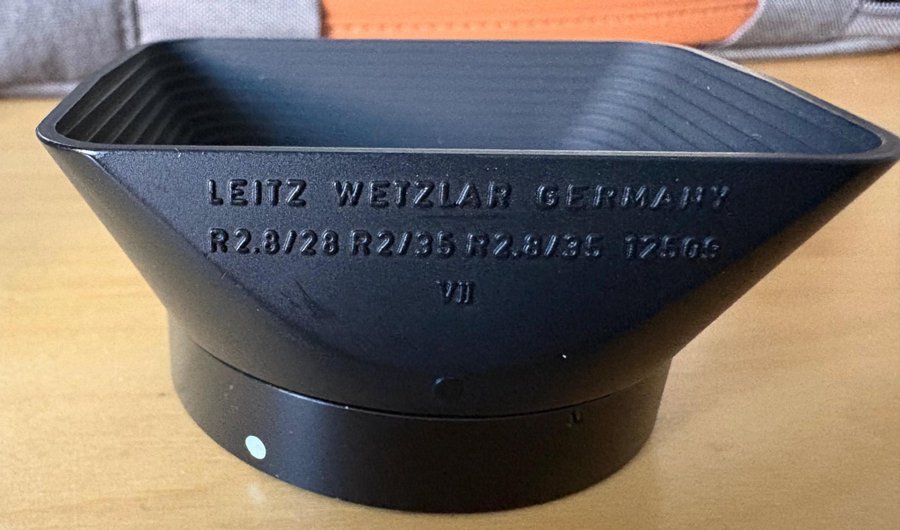 LEITZ WETZLAR GERMANY
R2.8/28 R2/35 R2.8/35 12509
VII